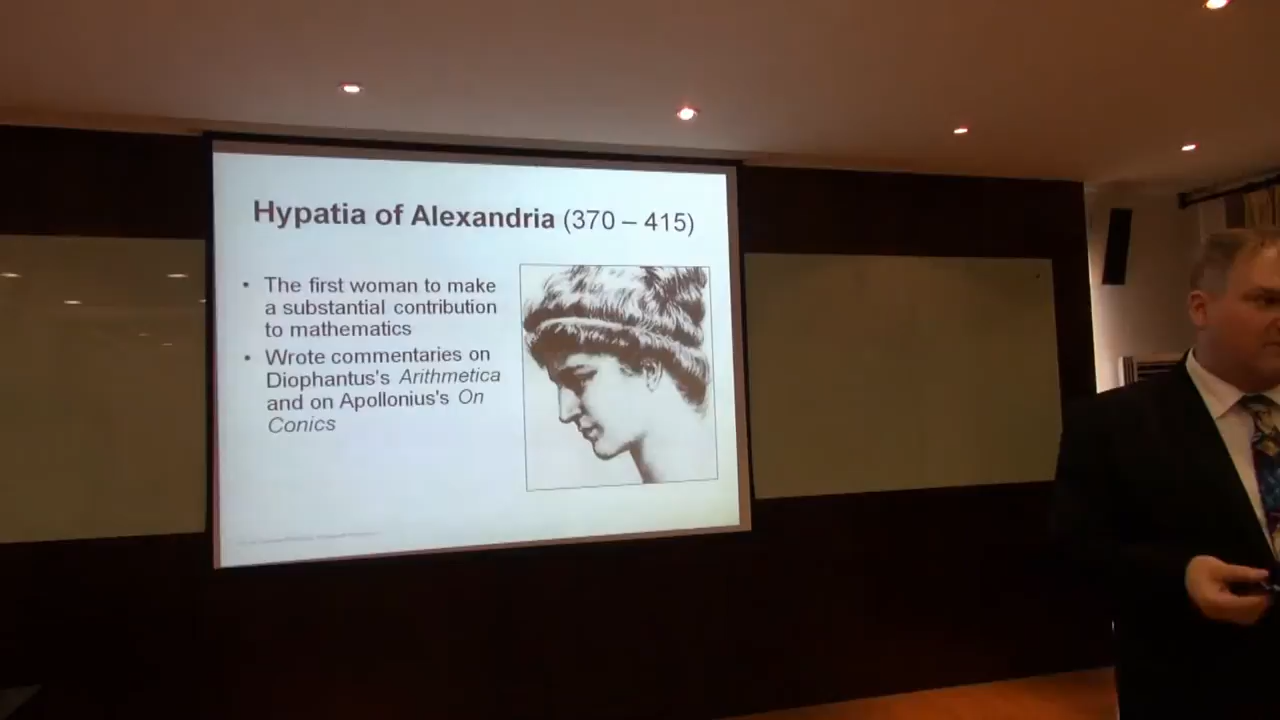 Hypatia of Alexandria (370 – 415)
• The first woman to make
a substantial contribution
to mathematics
• Wrote commentaries on
Diophantus's Arithmetica
and on Apollonius's On
Conics